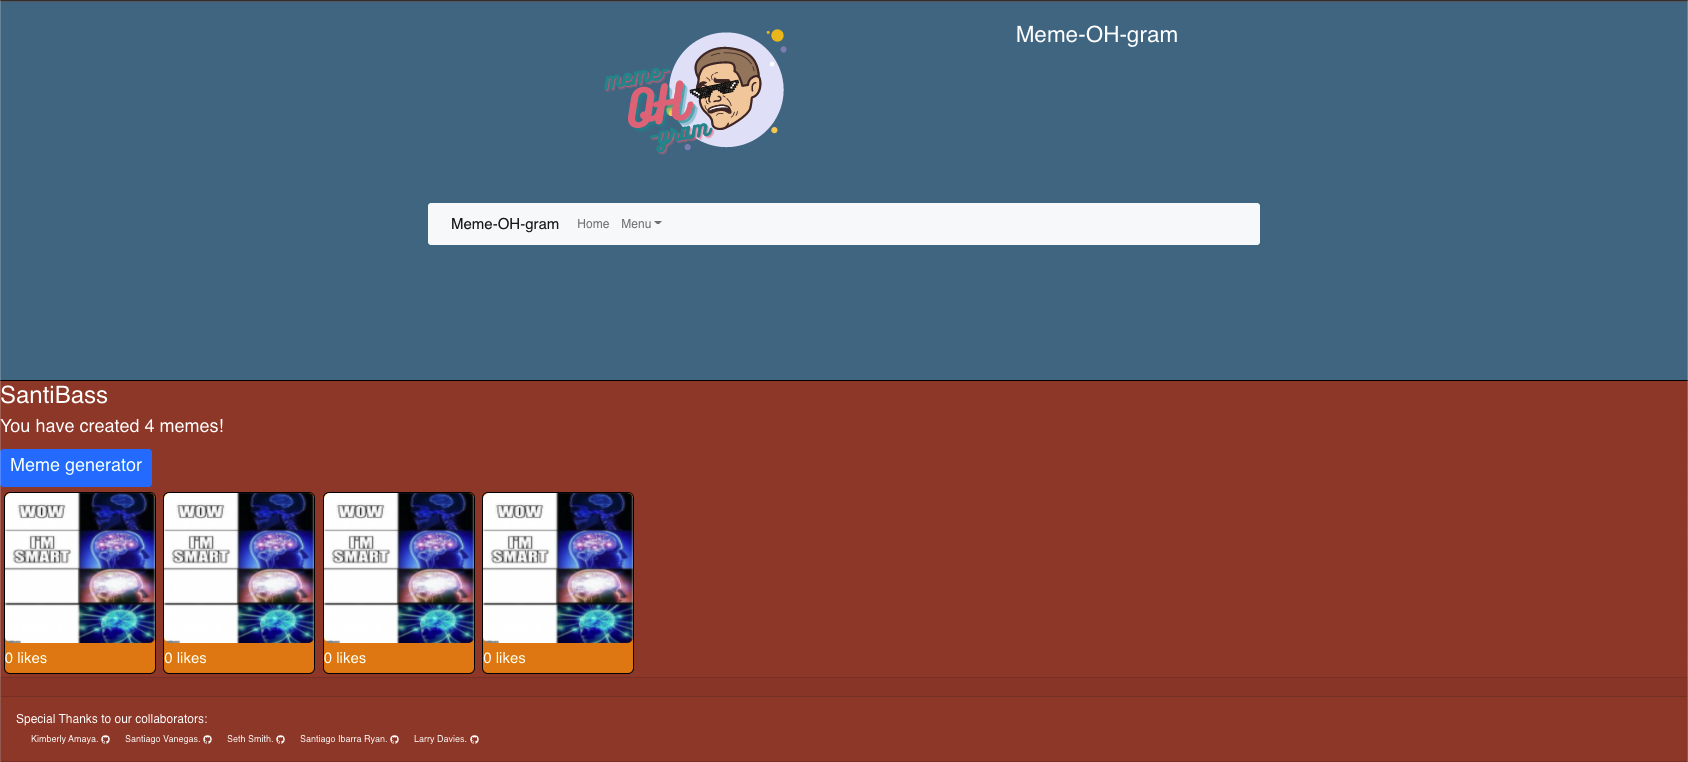 meme-
OH
-gram
Meme-OH-gram
Meme-OH-gram Home Menu
SantiBass
You have created 4 memes!
Meme generator
WOW
I'M
SMART
0 likes
WOW
I'M
SMART
0 likes
WOW
I'M
SMART
0 likes
WOW
I'M
SMART
0 likes
Special Thanks to our collaborators:
Kimberly Amaya. Santiago Vanegas. Seth Smith. Santiago Ibarra Ryan. Larry Davies.